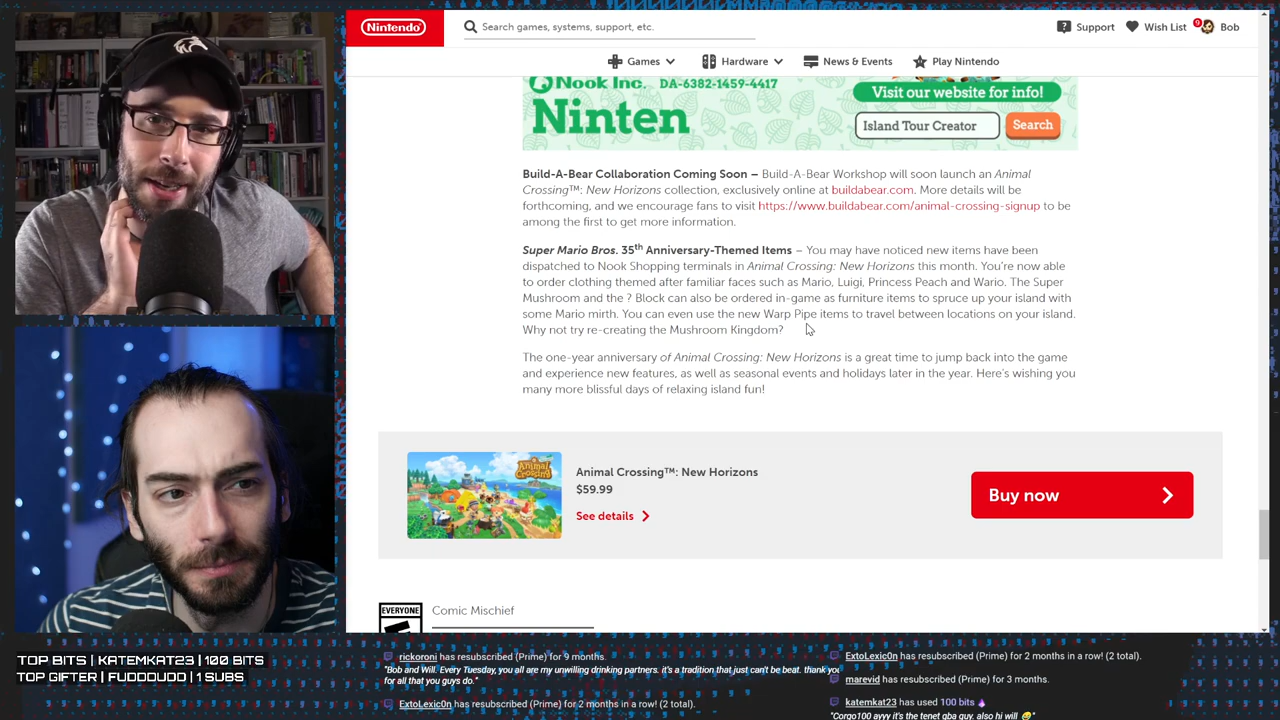 Nintendo
Search games, systems, support, etc.
Support
Wish List
9
Bob
Games
Hardware
News & Events
Play Nintendo
Nook Inc. DA-6382-1459-4417
Ninten
Visit our website for info!
Island Tour Creator
Search
Build-A-Bear Collaboration Coming Soon – Build-A-Bear Workshop will soon launch an Animal
Crossing™: New Horizons collection, exclusively online at buildabear.com. More details will be
forthcoming, and we encourage fans to visit https://www.buildabear.com/animal-crossing-signup to be
among the first to get more information.
Super Mario Bros. 35th Anniversary-Themed Items – You may have noticed new items have been
dispatched to Nook Shopping terminals in Animal Crossing: New Horizons this month. You're now able
to order clothing themed after familiar faces such as Mario, Luigi, Princess Peach and Wario. The Super
Mushroom and the ? Block can also be ordered in-game as furniture items to spruce up your island with
some Mario mirth. You can even use the new Warp Pipe items to travel between locations on your island.
Why not try re-creating the Mushroom Kingdom?
The one-year anniversary of Animal Crossing: New Horizons is a great time to jump back into the game
and experience new features, as well as seasonal events and holidays later in the year. Here's wishing you
many more blissful days of relaxing island fun!
Animal Crossing
Animal Crossing™: New Horizons
$59.99
See details
Buy now
EVERYONE
Comic Mischief
TOP BITS | KATEMKAT23 | 100 BITS
TOP GIFTER | FUDDOUDO | 1 SUBS
rickoroni has resubscribed (Prime) for 9 months.
"Bob and Will. Every Tuesday, you all are my unwilling drinking partners. it's a tradition that just can't be beat. thank you
for all that you guys do."
ExtoLexic0n has resubscribed (Prime) for 2 months in a row! (2 total).
ExtoLexic0n has resubscribed (Prime) for 2 months in a row! (2 total).
marevid has resubscribed (Prime) for 3 months.
katemkat23 has used 100 bits
"Corgo100 ayyy it's the tenet gba guy. also hi will 😅"